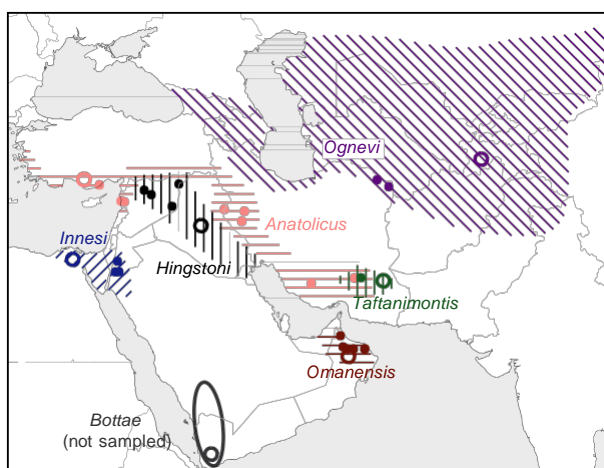 Ognevi
Anatolicus
Innesi
Hingstoni
Taftanimontis
Omanensis
Bottae
(not sampled)